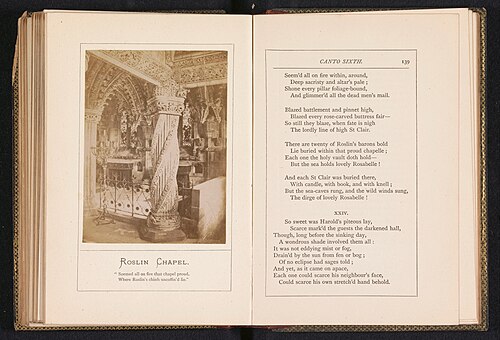 ROSLIN CHAPEL.
"Seemed all on fire that chapel proud,
Where Roslin's chiefs uncoffin'd lie."
CANTO SIXTH. 139
Seem'd all on fire within, around,
Deep sacristy and altar's pale;
Shone every pillar foliage-bound,
And glimmer'd all the dead men's mail.
Blazed battlement and pinnet high,
Blazed every rose-carved buttress fair—
So still they blaze, when fate is nigh
The lordly line of high St Clair.
There are twenty of Roslin's barons bold
Lie buried within that proud chapelle;
Each one the holy vault doth hold—
But the sea holds lovely Rosabelle!
And each St Clair was buried there,
With candle, with book, and with knell;
But the sea-caves rung, and the wild winds sung,
The dirge of lovely Rosabelle!
XXIV.
So sweet was Harold's piteous lay,
Scarce mark'd the guests the darkened hall,
Though, long before the sinking day,
A wondrous shade involved them all:
It was not eddying mist or fog,
Drain'd by the sun from fen or bog;
Of no eclipse had sages told;
And yet, as it came on apace,
Each one could scarce his neighbour's face,
Could scarce his own stretch'd hand behold.